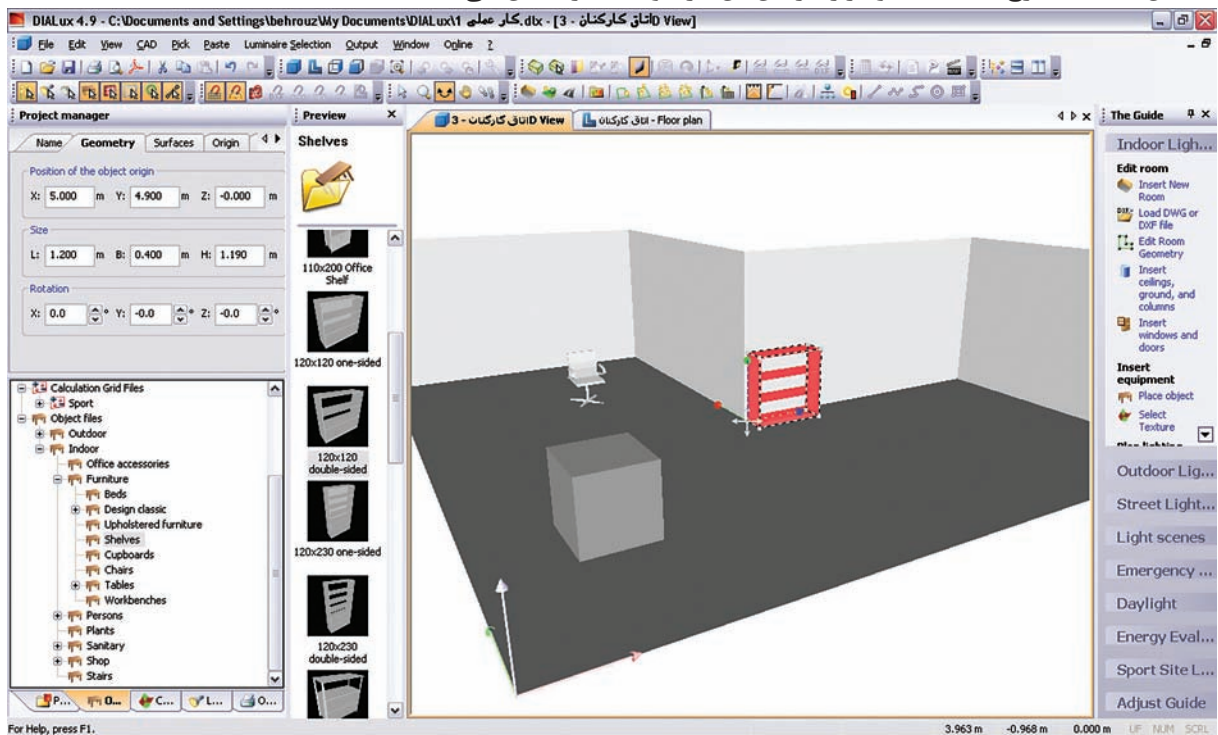 DIALux 4.9 - C:\Documents and Settings\behrouz\My Documents\DIALux\1 کار عملی.dlx - [3 - اتاق کارکنانD View]
File Edit View CAD Pick Paste Luminaire Selection Output Window Online ?
Project manager
Name Geometry Surfaces Origin
Position of the object origin
X: 5.000 m Y: 4.900 m Z: -0.000 m
Size
L: 1.200 m B: 0.400 m H: 1.190 m
Rotation
X: 0.0 ° Y: -0.0 ° Z: -0.0 °
Calculation Grid Files
Sport
Object files
Outdoor
Indoor
Office accessories
Furniture
Beds
Design classic
Upholstered furniture
Shelves
Cupboards
Chairs
Tables
Workbenches
Persons
Plants
Sanitary
Shop
Stairs
P... O... C... L... O...
Preview
Shelves
110x200 Office
Shelf
120x120 one-sided
120x120
double-sided
120x230 one-sided
120x230
double-sided
3 - اتاق کارکنانD View
اتاق کارکنان - Floor plan
The Guide
Indoor Ligh...
Edit room
Insert New
Room
Load DWG or
DXF file
Edit Room
Geometry
Insert
ceilings,
ground, and
columns
Insert
windows and
doors
Insert
equipment
Place object
Select
Texture
Outdoor Lig...
Street Light...
Light scenes
Emergency ...
Daylight
Energy Eval...
Sport Site L...
Adjust Guide
For Help, press F1.
3.963 m -0.968 m 0.000 m UF NUM SCRL